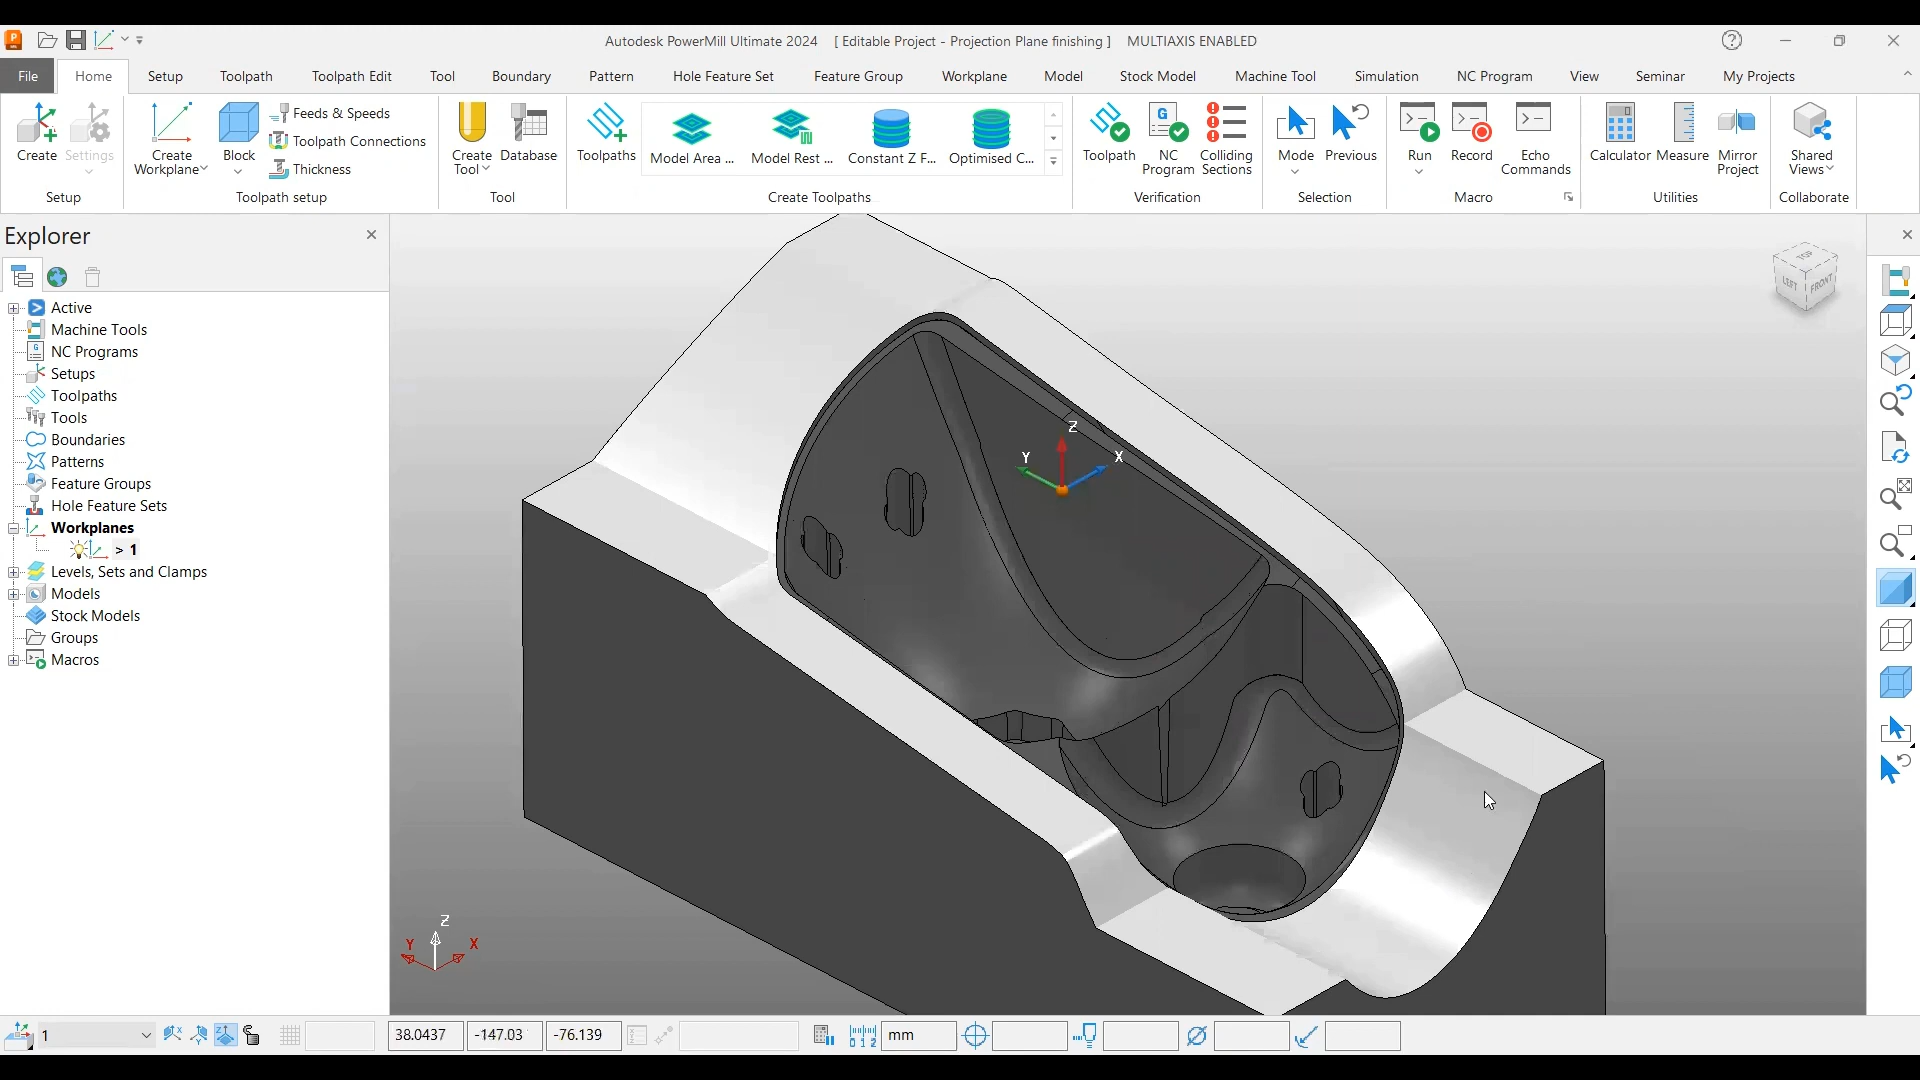 Autodesk PowerMill Ultimate 2024 [ Editable Project - Projection Plane finishing ] MULTIAXIS ENABLED
File Home Setup Toolpath Toolpath Edit Tool Boundary Pattern Hole Feature Set Feature Group Workplane Model Stock Model Machine Tool Simulation NC Program View Seminar My Projects
Create
Settings
Setup
Create
Workplane
Block
Feeds & Speeds
Toolpath Connections
Thickness
Toolpath setup
Create
Tool
Database
Tool
Toolpaths
Model Area ...
Model Rest ...
Constant Z F...
Optimised C...
Create Toolpaths
Toolpath
NC
Program
Colliding
Sections
Verification
Mode
Previous
Selection
Run
Record
Echo
Commands
Macro
Calculator
Measure
Mirror
Project
Utilities
Shared
Views
Collaborate
Explorer
Active
Machine Tools
NC Programs
Setups
Toolpaths
Tools
Boundaries
Patterns
Feature Groups
Hole Feature Sets
Workplanes
> 1
Levels, Sets and Clamps
Models
Stock Models
Groups
Macros
TOP
LEFT
FRONT
Z
Y
X
Z
Y
X
1
38.0437
-147.03
-76.139
mm